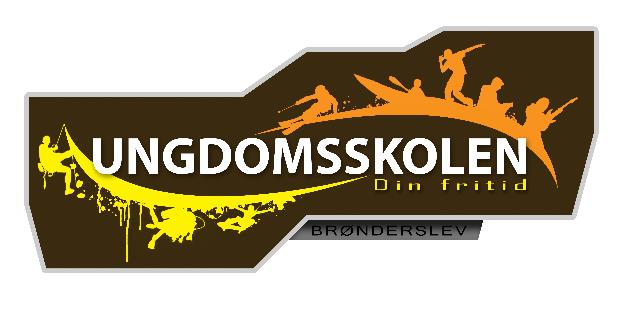 UNGDOMSSKOLEN
Din fritid
BRØNDERSLEV